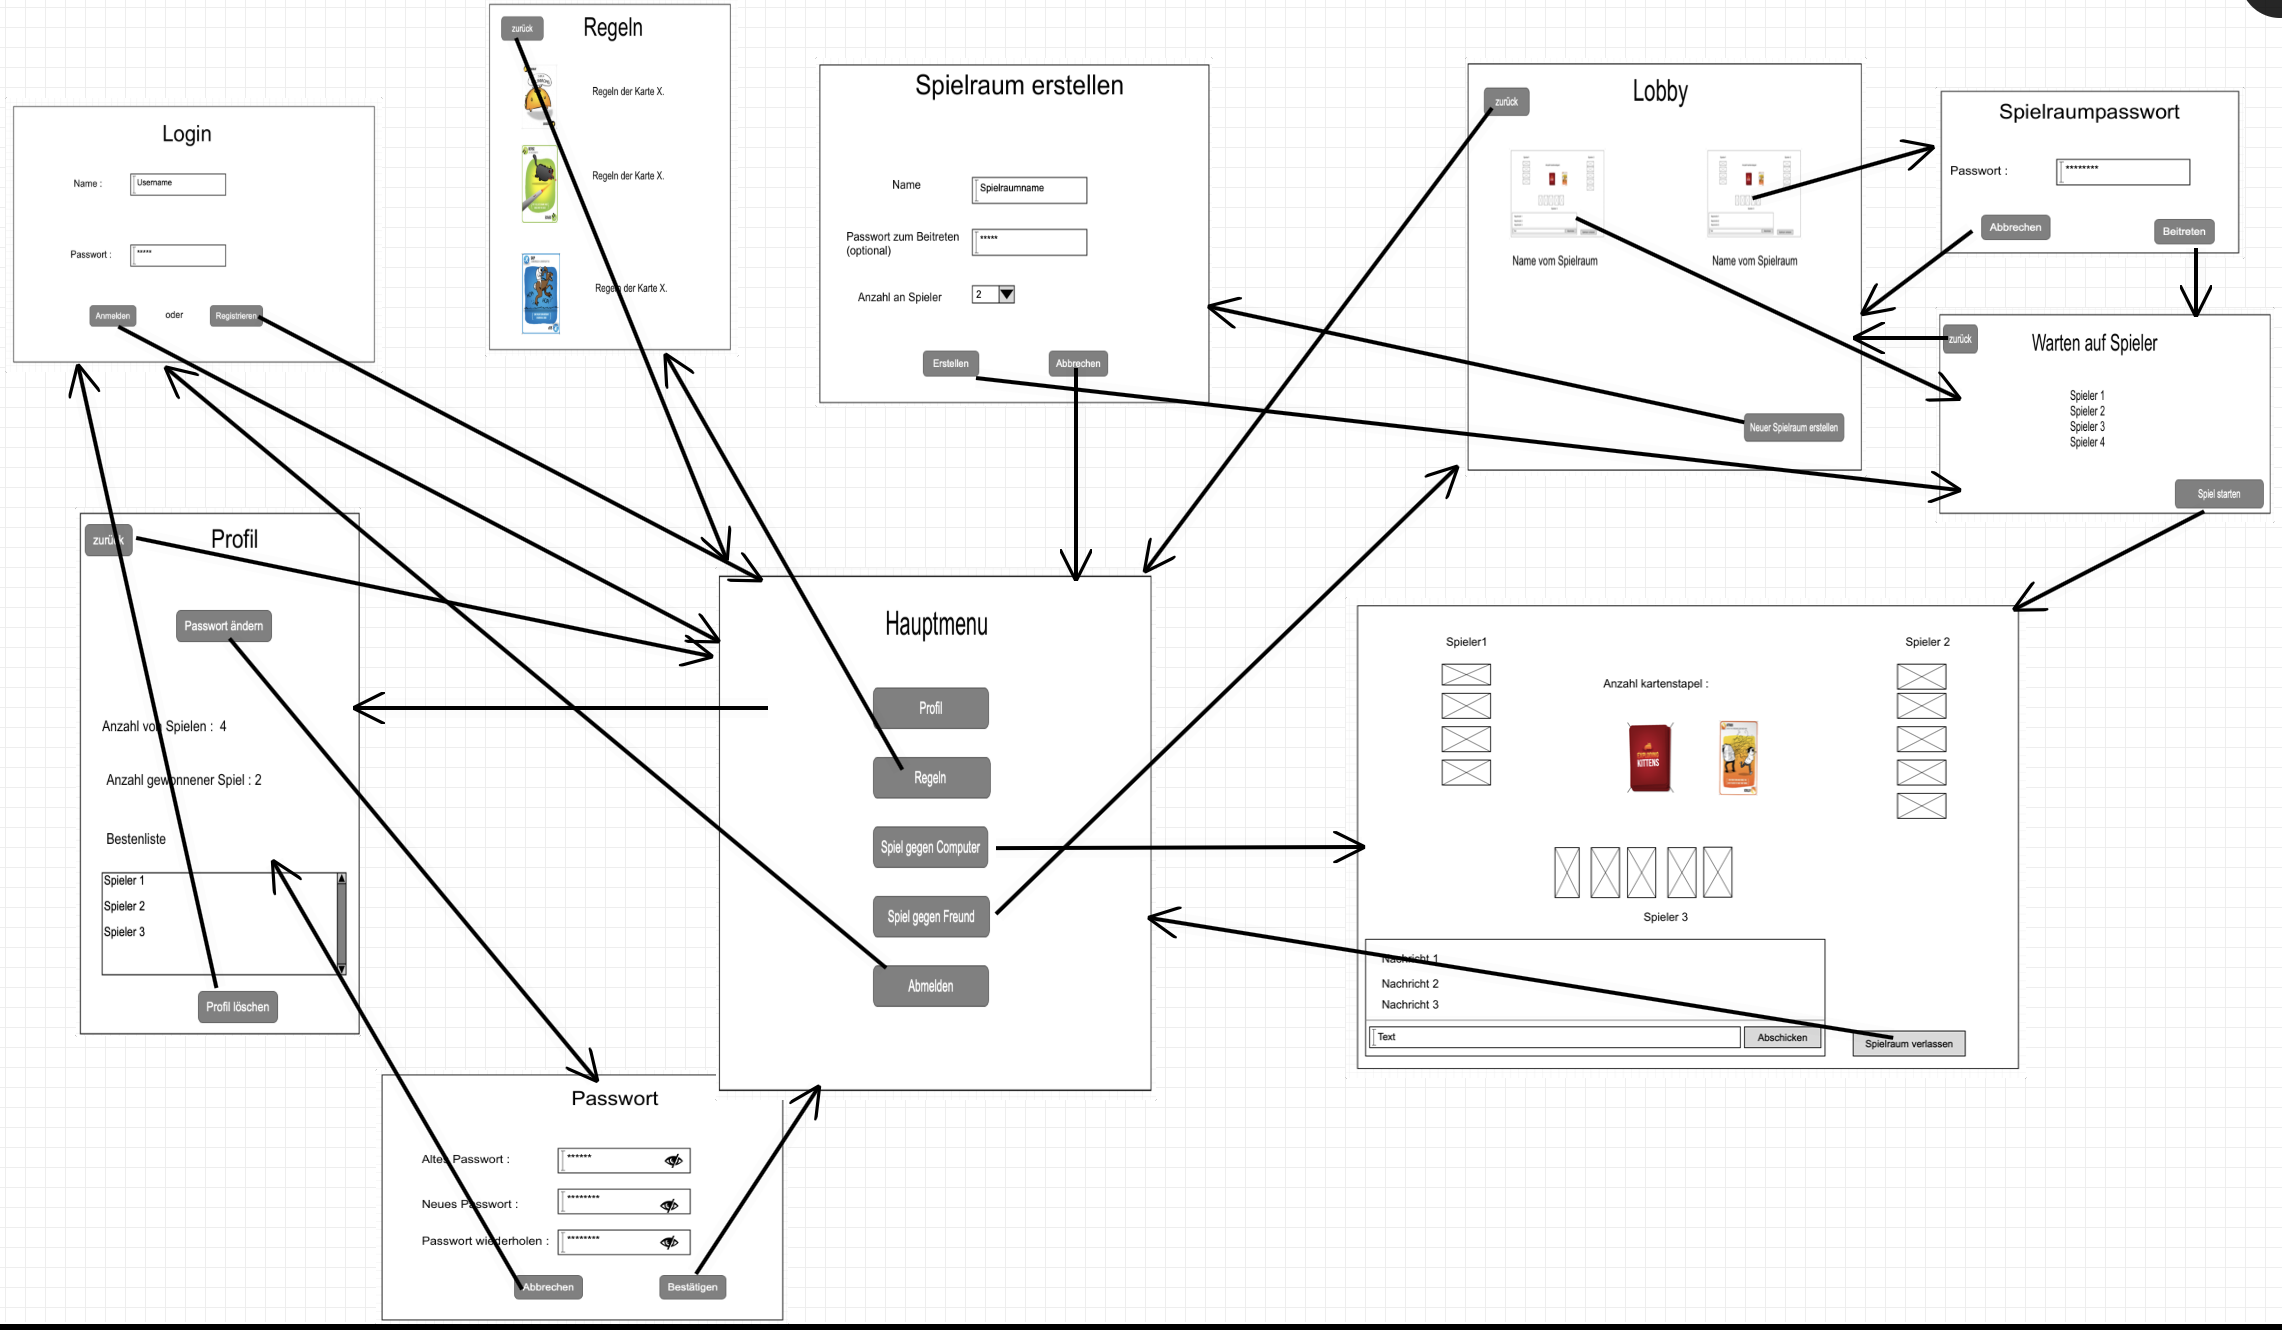 Login
Name :
Username
Passwort :
*****
Anmelden
oder
Registrieren
zurück
Regeln
Regeln der Karte X.
Regeln der Karte X.
Regeln der Karte X.
Spielraum erstellen
Name
Spielraumname
Passwort zum Beitreten
(optional)
*****
Anzahl an Spieler
2
Erstellen
Abbrechen
zurück
Lobby
Name vom Spielraum
Name vom Spielraum
Neuer Spielraum erstellen
Spielraumpasswort
Passwort :
********
Abbrechen
Beitreten
zurück
Warten auf Spieler
Spieler 1
Spieler 2
Spieler 3
Spieler 4
Spiel starten
zurück
Profil
Passwort ändern
Anzahl von Spielen : 4
Anzahl gewonnener Spiel : 2
Bestenliste
Spieler 1
Spieler 2
Spieler 3
Profil löschen
Hauptmenu
Profil
Regeln
Spiel gegen Computer
Spiel gegen Freund
Abmelden
Spieler1
Spieler 2
Anzahl kartenstapel :
EXPLODING
KITTENS
Spieler 3
Nachricht 1
Nachricht 2
Nachricht 3
Text
Abschicken
Spielraum verlassen
Passwort
Altes Passwort :
******
Neues Passwort :
********
Passwort wiederholen :
********
Abbrechen
Bestätigen